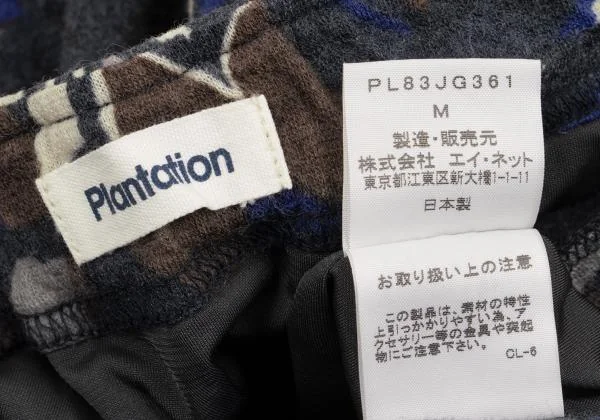 Plantation
PL83JG361
M
製造・販売元
株式会社 エイ・ネット
東京都江東区新大橋1-1-11
日本製
お取り扱い上の注意
この製品は、素材の特性
上引っかかりやすい為、ア
クセサリー等の金具や突起
物にご注意下さい。
CL-6